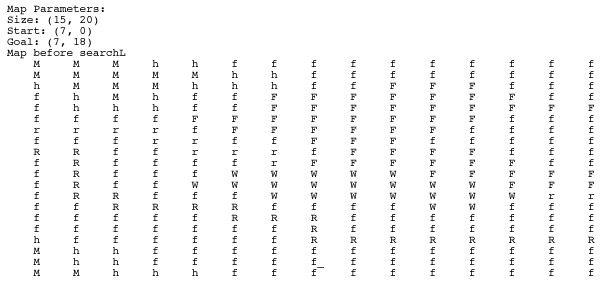 Map Parameters:
Size: (15, 20)
Start: (7, 0)
Goal: (7, 18)
Map before searchL
M M M h h f f f f f f f f f f
M M M M M h h f f f f f f f f
h M M M h h h f f F F F f f f
f h M h f f F F F F F F F f f
f h h h f f F F F F F F F F F
f f f f F F F F F F F F f f f
r r r r f F F F F F F F f f f
f f f r r f f F F F f f f f f
R R f f r r r f F F F F f f f
f R f f f f r F F F F F F f f
f R f f f W W W W W F F F F F
f R f f W W W W W W W W F F F
f R R f f f W W W W W W W r r
f f R R R R f f f f W W f f f
f f f f f R R R f f f f f f f
f f f f f f f R f f f f f f f
h f f f f f f R R R R R R R R
M h h f f f f f f f f f f f f
M h h f f f f f_ f f f f f f f
M M h h h f f f f f f f f f f